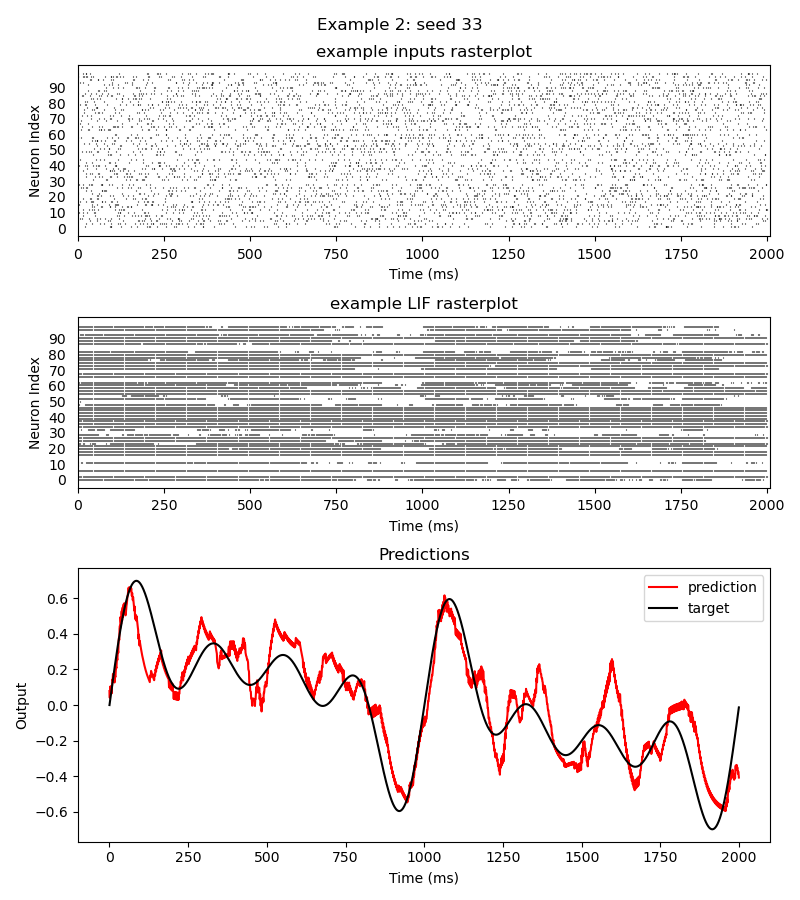 Example 2: seed 33
example inputs rasterplot
Neuron Index
90
80
70
60
50
40
30
20
10
0
0 250 500 750 1000 1250 1500 1750 2000
Time (ms)
example LIF rasterplot
Neuron Index
90
80
70
60
50
40
30
20
10
0
0 250 500 750 1000 1250 1500 1750 2000
Time (ms)
Predictions
prediction
target
Output
0.6
0.4
0.2
0.0
−0.2
−0.4
−0.6
0 250 500 750 1000 1250 1500 1750 2000
Time (ms)